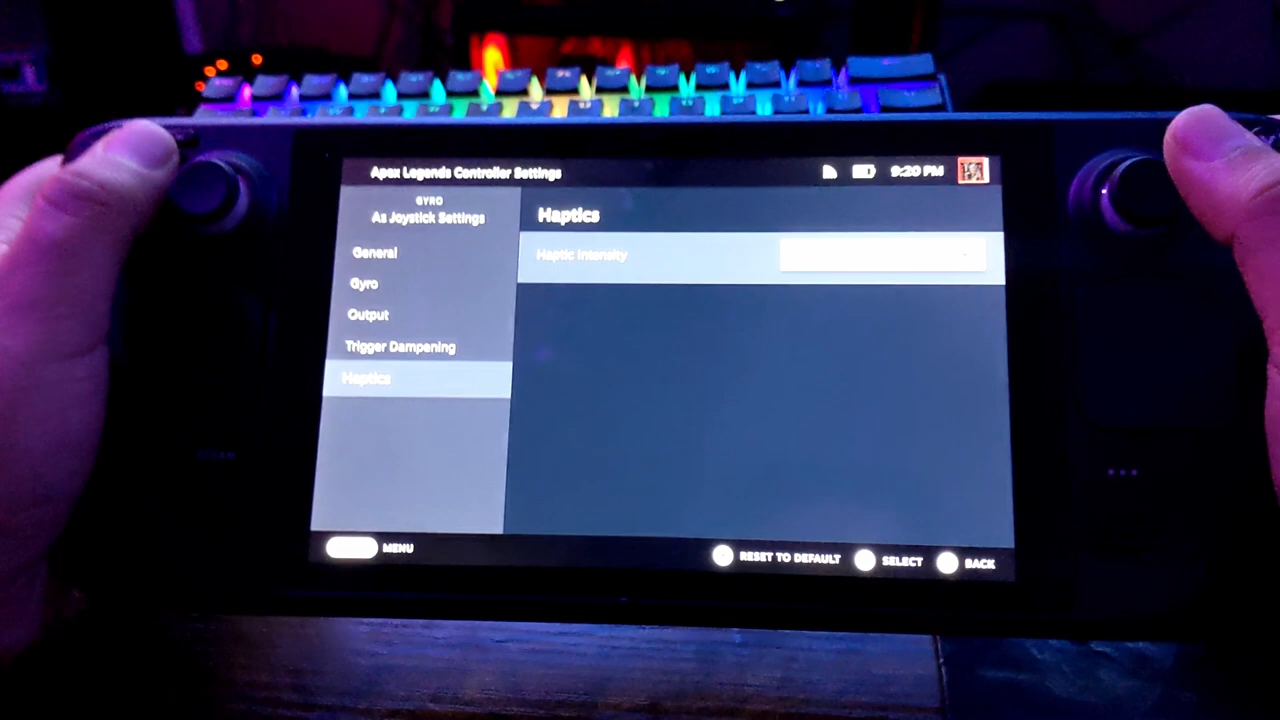 Apex Legends Controller Settings
9:20 PM
GYRO
As Joystick Settings
General
Gyro
Output
Trigger Dampening
Haptics
Haptics
Haptic Intensity
MENU
RESET TO DEFAULT
SELECT
BACK
STEAM